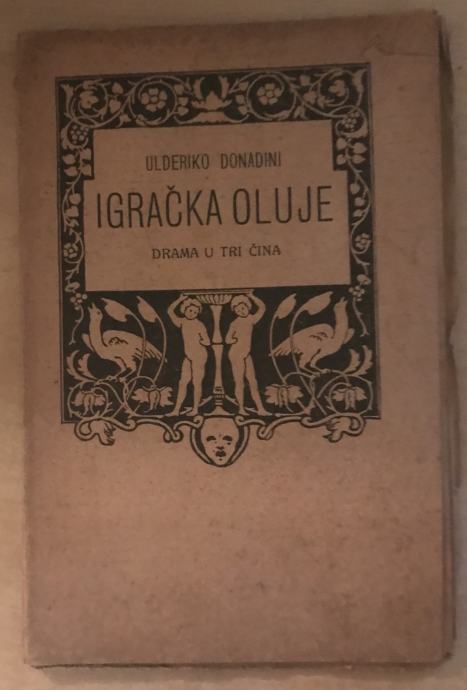 ULDERIKO DONADINI
IGRAČKA OLUJE
DRAMA U TRI ČINA